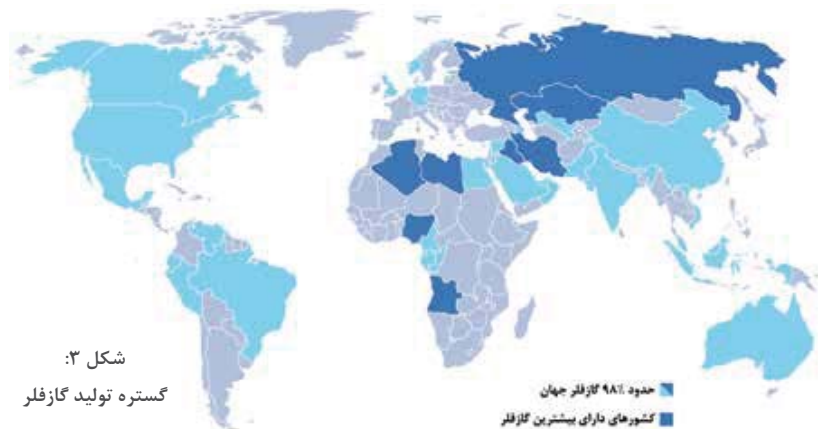 شکل ۳:
گستره تولید گازفلر
حدود ۹۸٪ گازفلر جهان
کشورهای دارای بیشترین گازفلر